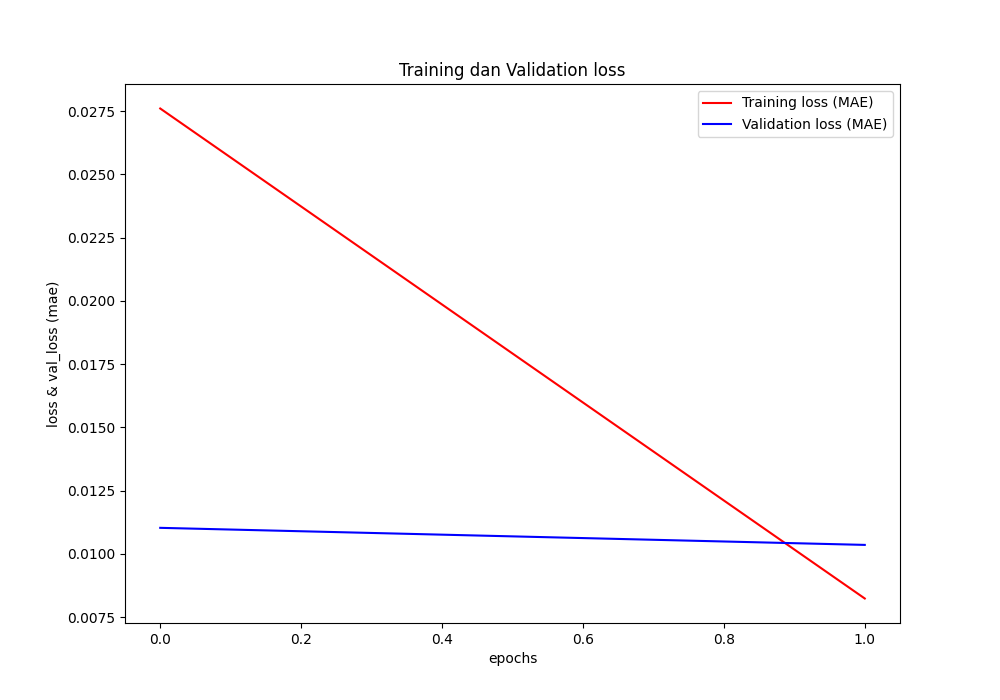 Training dan Validation loss
Training loss (MAE)
Validation loss (MAE)
loss & val_loss (mae)
0.0275
0.0250
0.0225
0.0200
0.0175
0.0150
0.0125
0.0100
0.0075
0.0 0.2 0.4 0.6 0.8 1.0
epochs